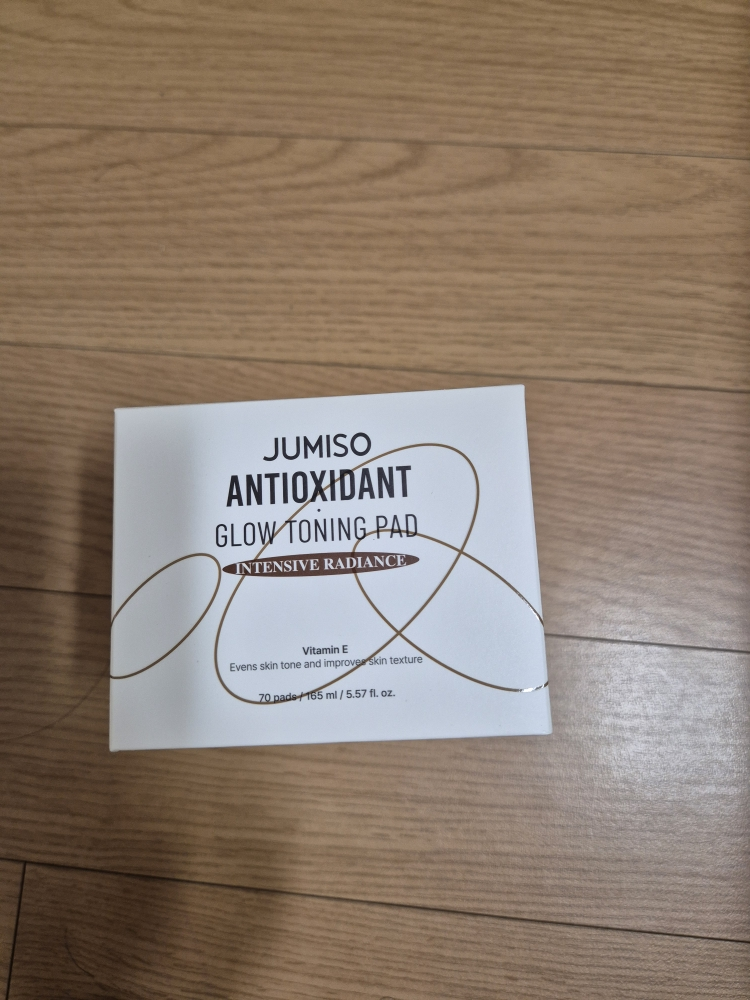 JUMISO
ANTIOXIDANT
GLOW TONING PAD
INTENSIVE RADIANCE
Vitamin E
Evens skin tone and improves skin texture
70 pads / 165 ml / 5.57 fl. oz.